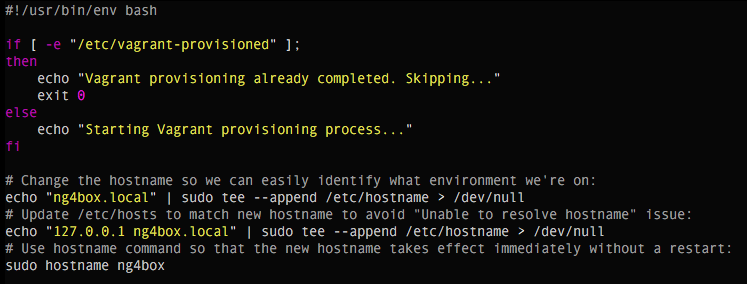 #!/usr/bin/env bash
if [ -e "/etc/vagrant-provisioned" ];
then
    echo "Vagrant provisioning already completed. Skipping..."
    exit 0
else
    echo "Starting Vagrant provisioning process..."
fi
# Change the hostname so we can easily identify what environment we're on:
echo "ng4box.local" | sudo tee --append /etc/hostname > /dev/null
# Update /etc/hosts to match new hostname to avoid "Unable to resolve hostname" issue:
echo "127.0.0.1 ng4box.local" | sudo tee --append /etc/hostname > /dev/null
# Use hostname command so that the new hostname takes effect immediately without a restart:
sudo hostname ng4box